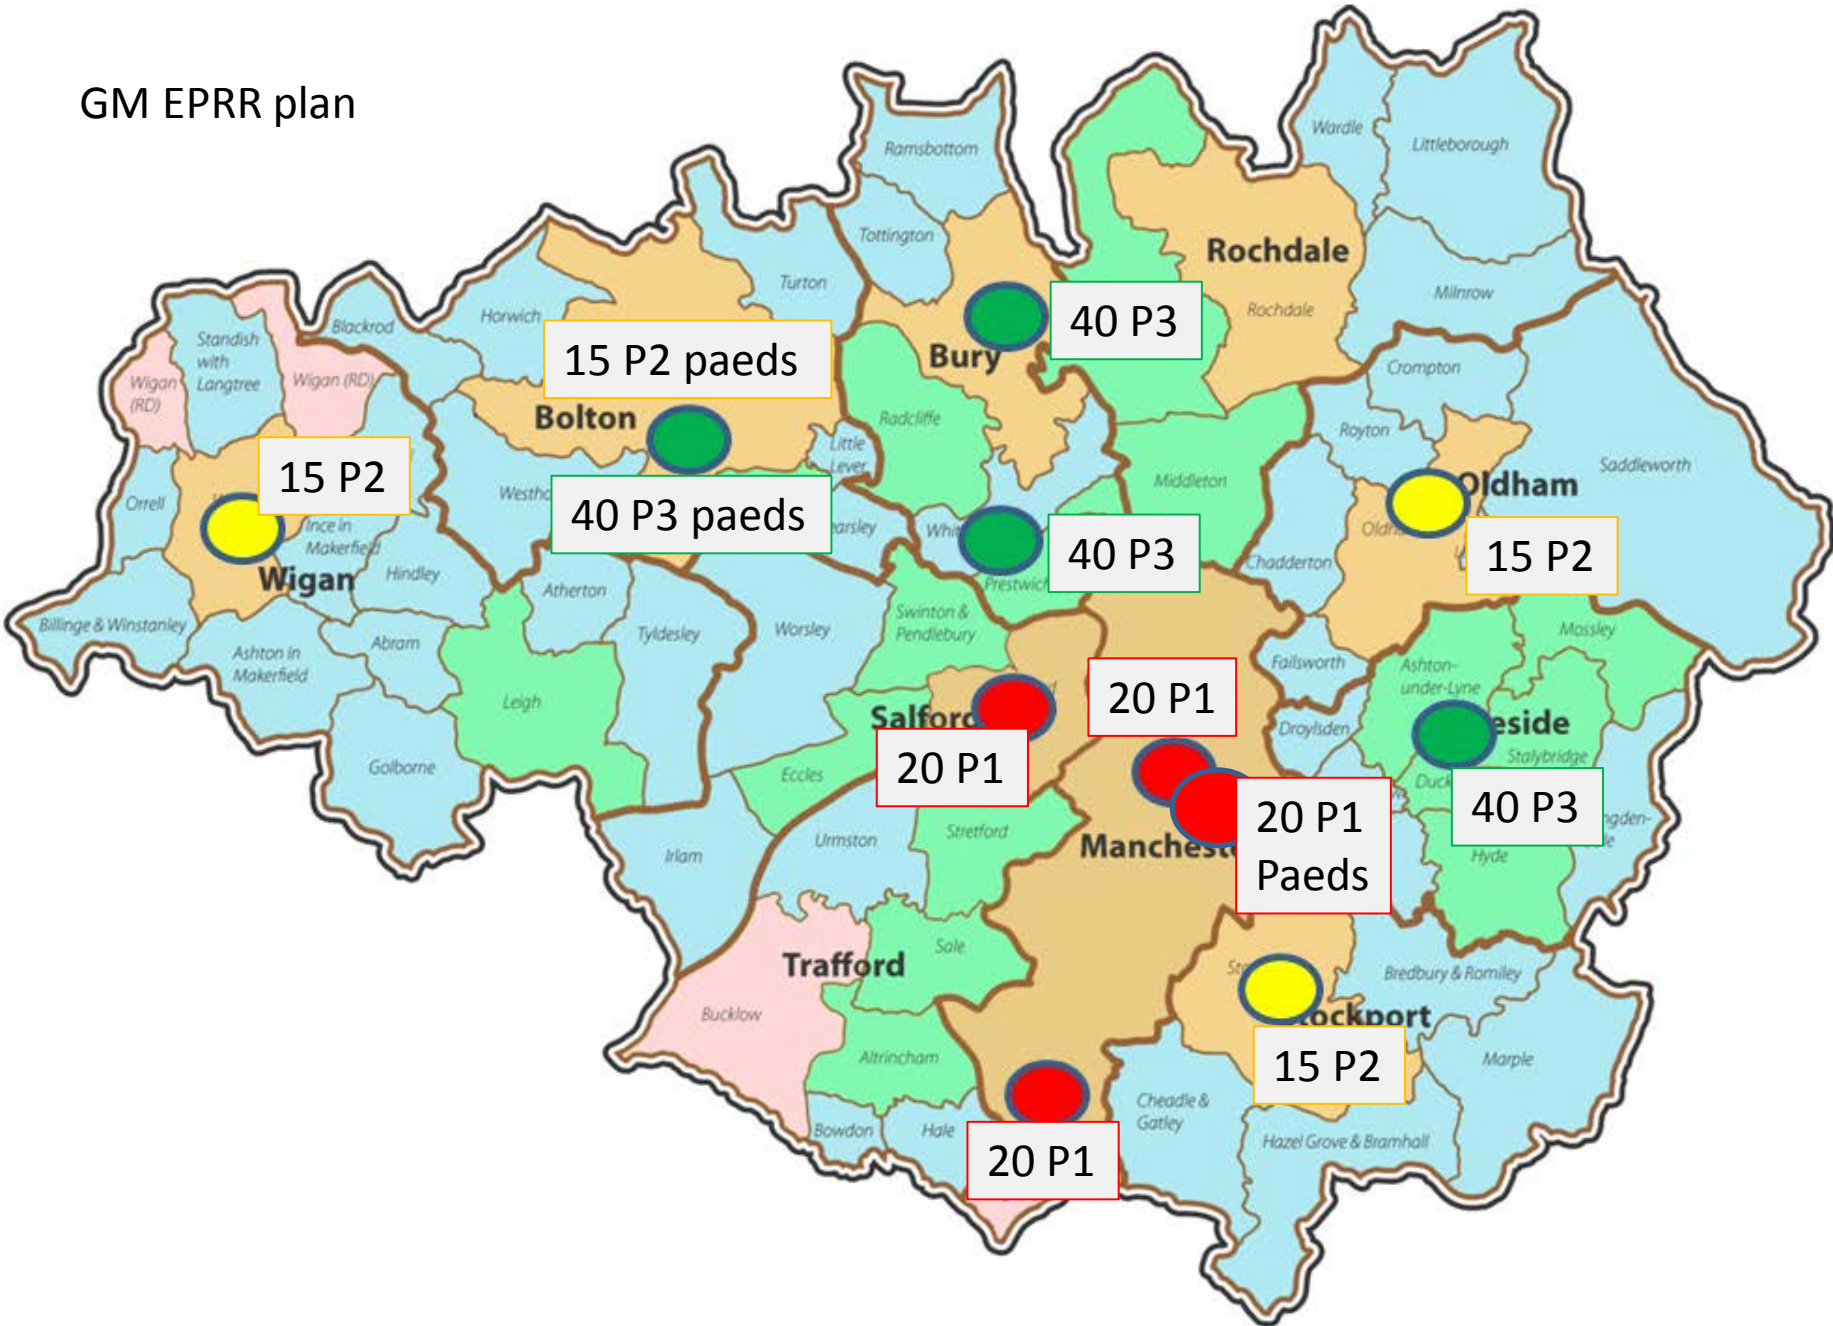 GM EPRR plan
Wardle
Littleborough
Ramsbottom
Tottington
Rochdale
Turton
Milnrow
Rochdale
Horwich
Blackrod
40 P3
Standish
with
Langtree
Bury
15 P2 paeds
Crompton
Wigan
(RD)
Wigan (RD)
Bolton
Radcliffe
Royton
Little
Lever
Saddleworth
15 P2
Middleton
Oldham
Orrell
40 P3 paeds
Ince in
Makerfield
40 P3
15 P2
Chadderton
Wigan
Hindley
Atherton
Prestwich
Swinton &
Pendlebury
Billinge & Winstanley
Tyldesley
Worsley
Mossley
Abram
Ashton in
Makerfield
Failsworth
Ashton-
under-Lyne
Leigh
20 P1
Salford
Droylsden
eside
Stalybridge
20 P1
Golborne
Eccles
Duck
40 P3
20 P1
Paeds
Urmston
Stretford
Manchest
Irlam
Hyde
Sale
Trafford
Bredbury & Romiley
Bucklow
ockport
Altrincham
15 P2
Marple
Cheadle &
Gatley
Bowdon
Hale
Hazel Grove & Bramhall
20 P1